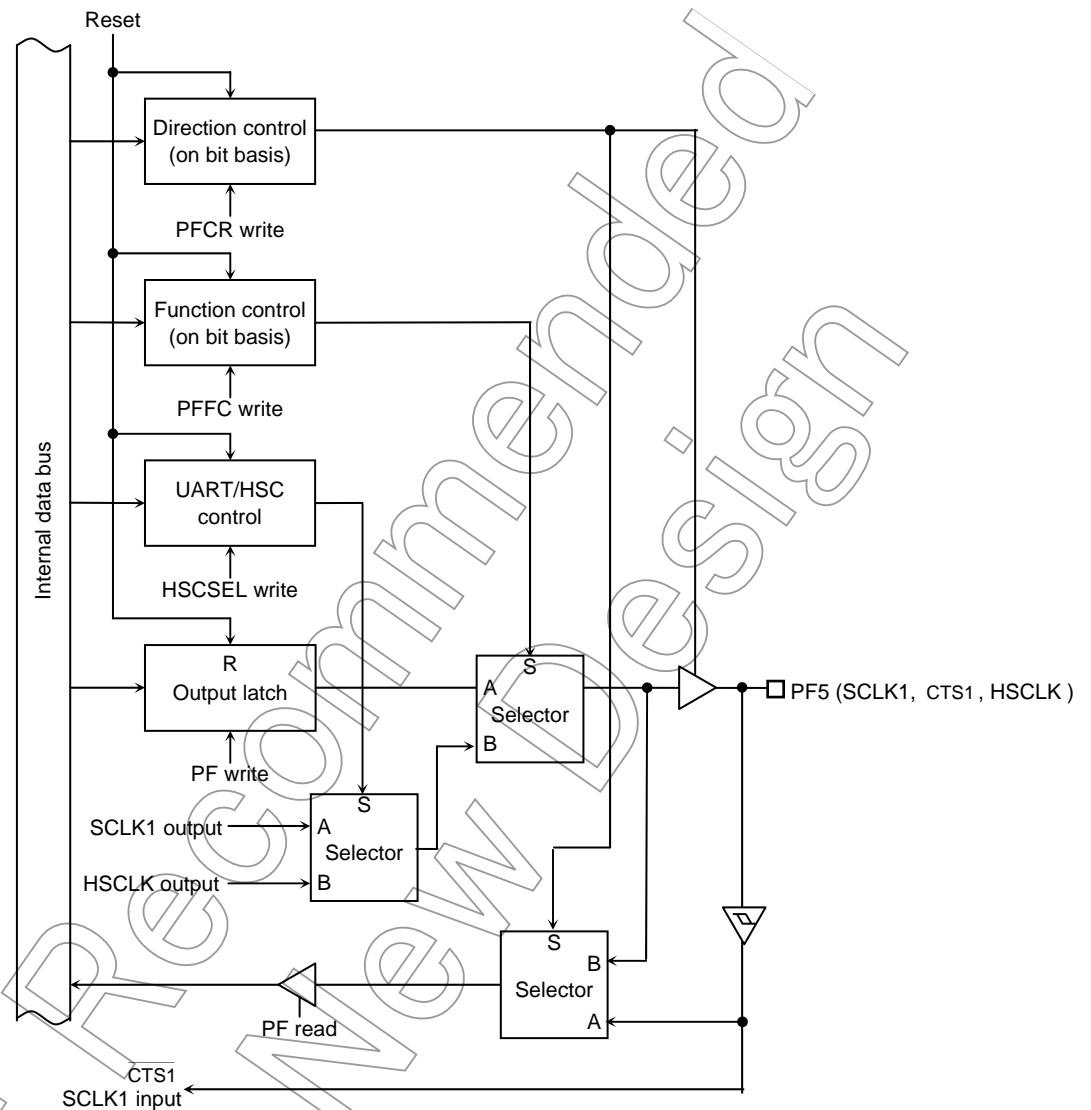 Reset
Direction control
(on bit basis)
PFCR write
Function control
(on bit basis)
PFFC write
Internal data bus
UART/HSC
control
HSCSEL write
R
Output latch
PF write
S
A
Selector
B
PF5 (SCLK1, CTS1, HSCLK)
S
SCLK1 output
A
Selector
HSCLK output
B
S
B
Selector
A
PF read
CTS1
SCLK1 input
Recommended
New Design